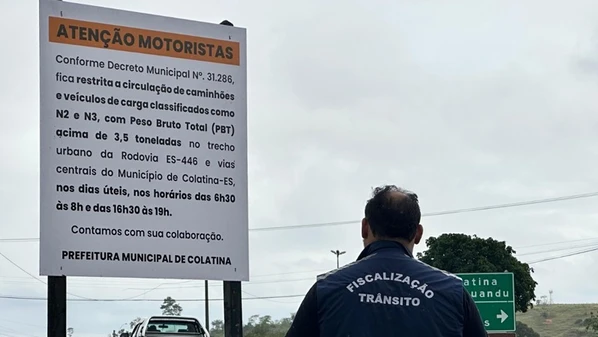 ATENÇÃO MOTORISTAS
Conforme Decreto Municipal Nº. 31.286,
fica restrita a circulação de caminhões
e veículos de carga classificados como
N2 e N3, com Peso Bruto Total (PBT)
acima de 3,5 toneladas no trecho
urbano da Rodovia ES-446 e vias
centrais do Município de Colatina-ES,
nos dias úteis, nos horários das 6h30
às 8h e das 16h30 às 19h.
Contamos com sua colaboração.
PREFEITURA MUNICIPAL DE COLATINA
FISCALIZAÇÃO
TRÂNSITO
latina
uandu